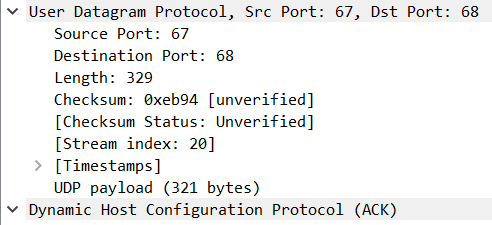 User Datagram Protocol, Src Port: 67, Dst Port: 68
Source Port: 67
Destination Port: 68
Length: 329
Checksum: 0xeb94 [unverified]
[Checksum Status: Unverified]
[Stream index: 20]
[Timestamps]
UDP payload (321 bytes)
Dynamic Host Configuration Protocol (ACK)